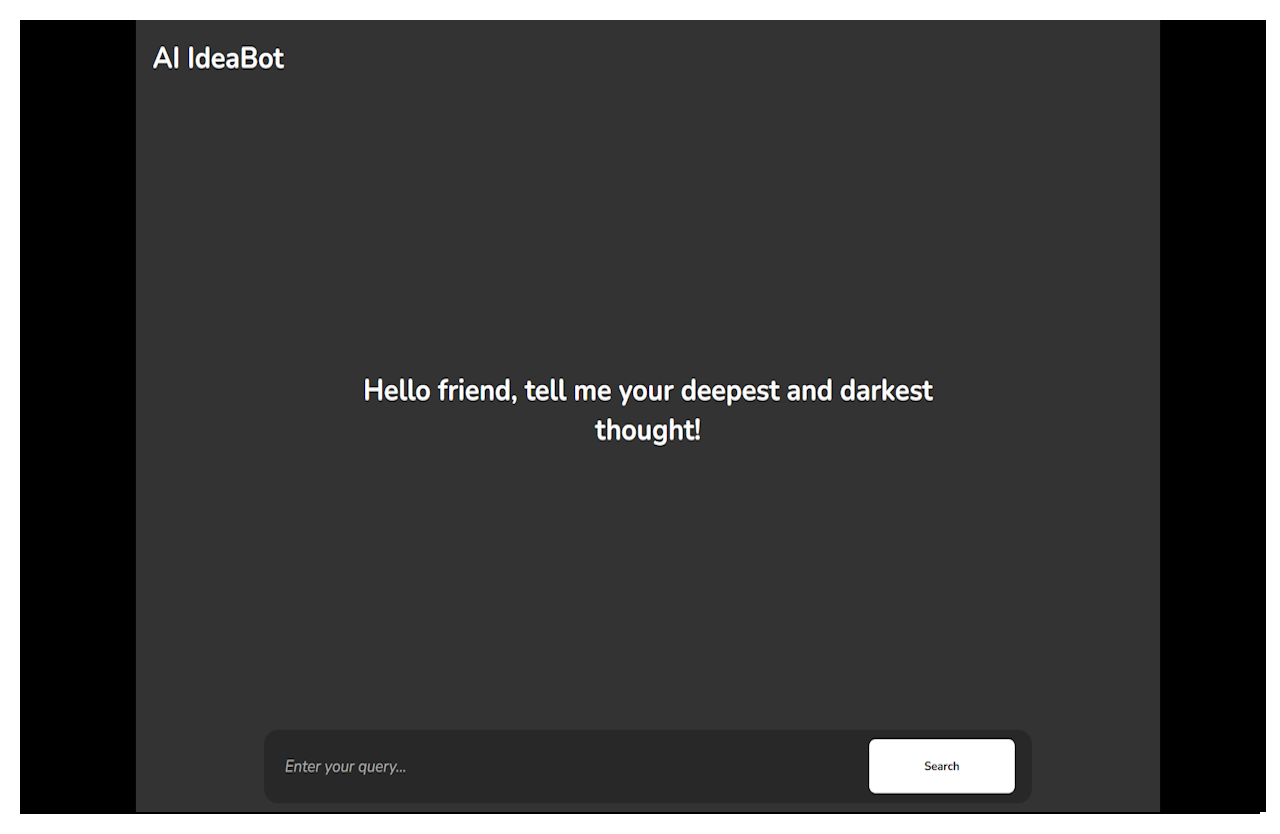 AI IdeaBot
Hello friend, tell me your deepest and darkest
thought!
Enter your query...
Search